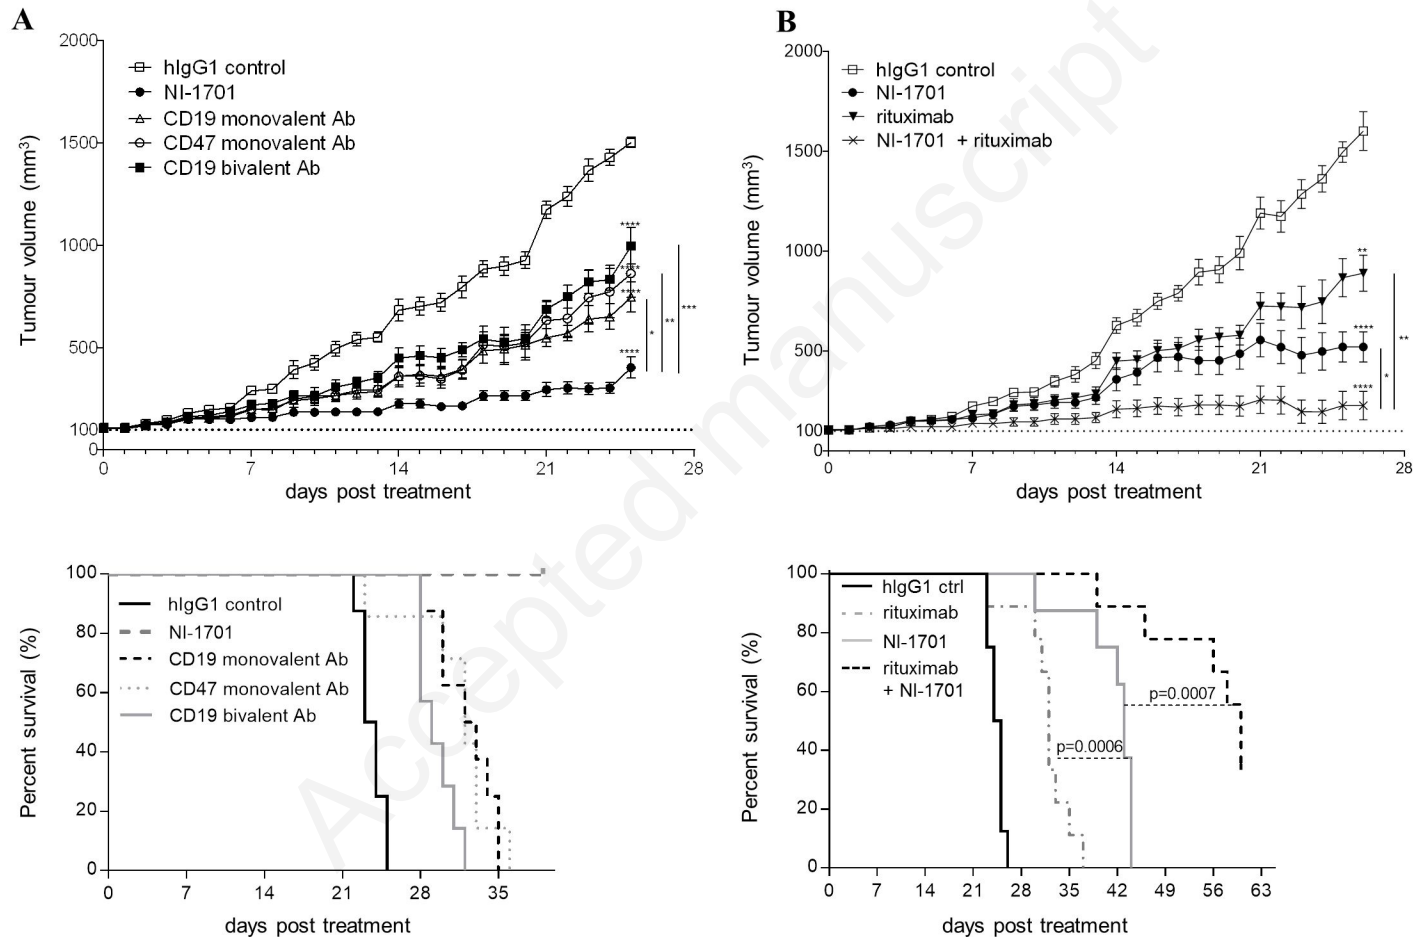 A
2000
1500
1000
500
100
0
Tumour volume (mm3)
hIgG1 control
NI-1701
CD19 monovalent Ab
CD47 monovalent Ab
CD19 bivalent Ab
****
****
****
****
*
**
***
0 7 14 21 28
days post treatment
B
2000
1500
1000
500
100
0
Tumour volume (mm3)
hIgG1 control
NI-1701
rituximab
NI-1701 + rituximab
**
****
****
*
**
0 7 14 21 28
days post treatment
100
80
60
40
20
0
Percent survival (%)
hIgG1 control
NI-1701
CD19 monovalent Ab
CD47 monovalent Ab
CD19 bivalent Ab
0 7 14 21 28 35
days post treatment
100
80
60
40
20
0
Percent survival (%)
hIgG1 ctrl
rituximab
NI-1701
rituximab
+ NI-1701
p=0.0007
p=0.0006
0 7 14 21 28 35 42 49 56 63
days post treatment
Accepted manuscript